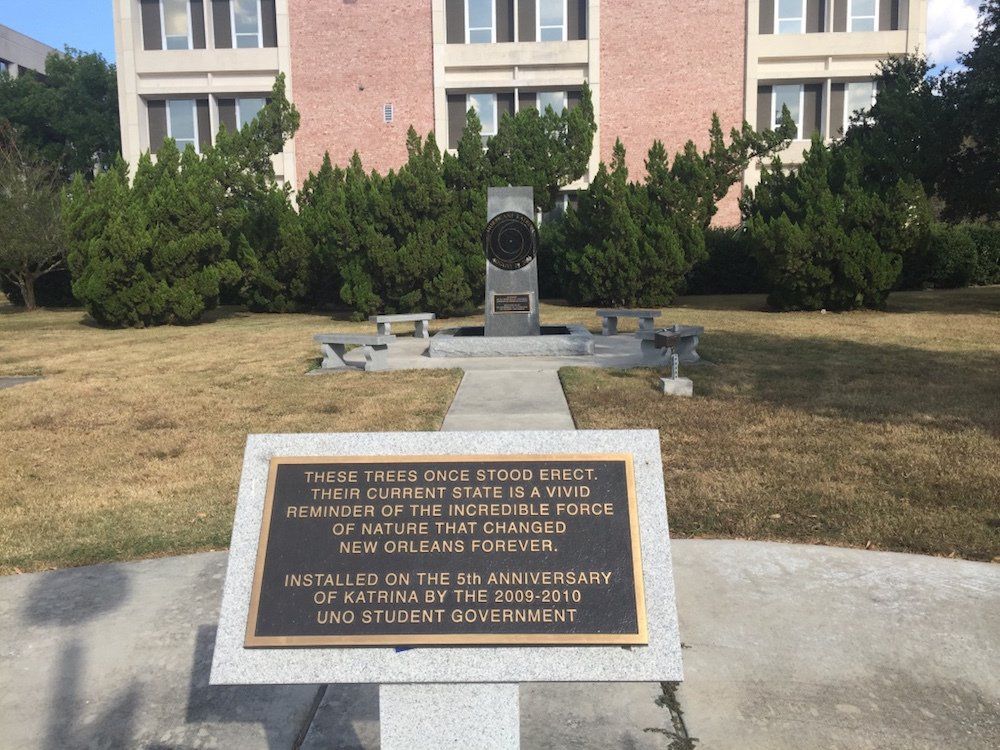 THESE TREES ONCE STOOD ERECT.
THEIR CURRENT STATE IS A VIVID
REMINDER OF THE INCREDIBLE FORCE
OF NATURE THAT CHANGED
NEW ORLEANS FOREVER.
INSTALLED ON THE 5th ANNIVERSARY
OF KATRINA BY THE 2009-2010
UNO STUDENT GOVERNMENT